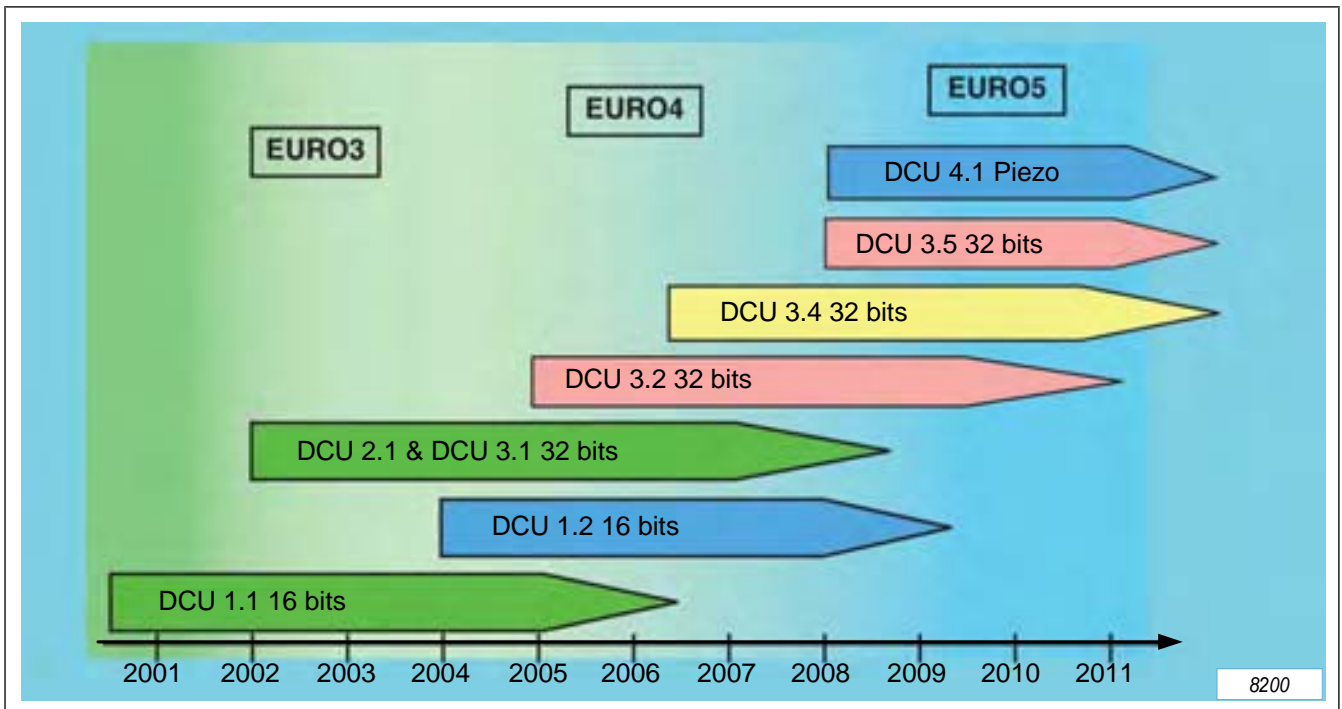 EURO5
EURO4
EURO3
DCU 4.1 Piezo
DCU 3.5 32 bits
DCU 3.4 32 bits
DCU 3.2 32 bits
DCU 2.1 & DCU 3.1 32 bits
DCU 1.2 16 bits
DCU 1.1 16 bits
2001 2002 2003 2004 2005 2006 2007 2008 2009 2010 2011
8200